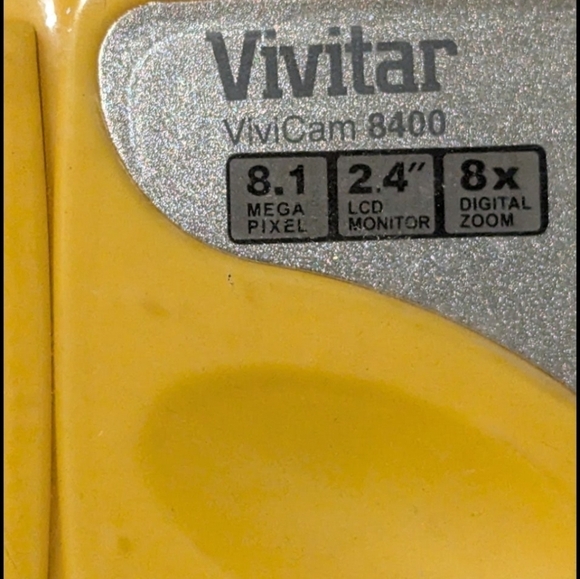 Vivitar
ViviCam 8400
8.1
MEGA
PIXEL
2.4"
LCD
MONITOR
8x
DIGITAL
ZOOM